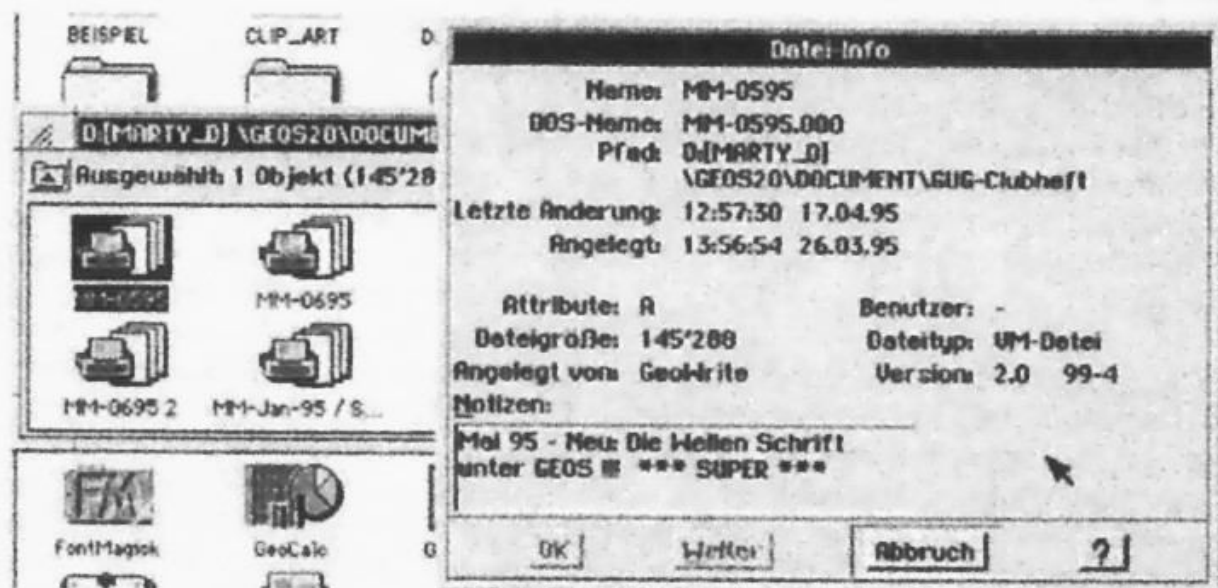 BEISPIEL
CLIP_ART
D:[MARTY_D] \GEOS20\DOCUME
Ausgewählt: 1 Objekt (145'28
MM-0695
MM-0695 2
MM-Jan-95 / S...
FontMagick
GeoCalc
Datei-Info
Name: MM-0595
DOS-Name: MM-0595.000
Pfad: D:[MARTY_D]
\GEOS20\DOCUMENT\GUG-Clubheft
Letzte Änderung: 12:57:30 17.04.95
Angelegt: 13:56:54 26.03.95
Attribute: A Benutzer: -
Dateigröße: 145'280 Dateityp: VM-Datei
Angelegt von: GeoWrite Version: 2.0 99-4
Notizen:
Mai 95 - Neu: Die Wellen Schrift
unter GEOS !!! *** SUPER ***
OK Weiter Abbruch ?